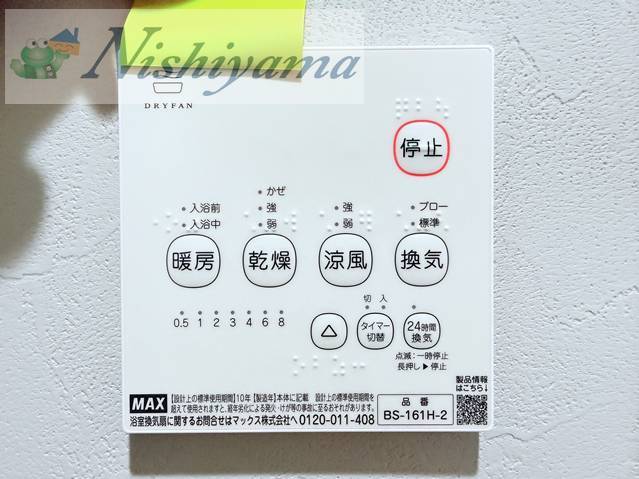 Nishiyama
DRYFAN
停止
かぜ
入浴前 強 強 ブロー
入浴中 弱 弱 標準
暖房 乾燥 涼風 換気
切 入
0.5 1 2 3 4 6 8
△ タイマー切替 24時間換気
点滅:一時停止
長押し▶停止
製品情報
はこちら↓
MAX
【設計上の標準使用期間】10年【製造年】本体に記載 設計上の標準使用期間を
超えて使用されますと、経年劣化による発火・けが等の事故に至るおそれがあります。
浴室換気扇に関するお問合せはマックス株式会社へ 0120-011-408
品番
BS-161H-2